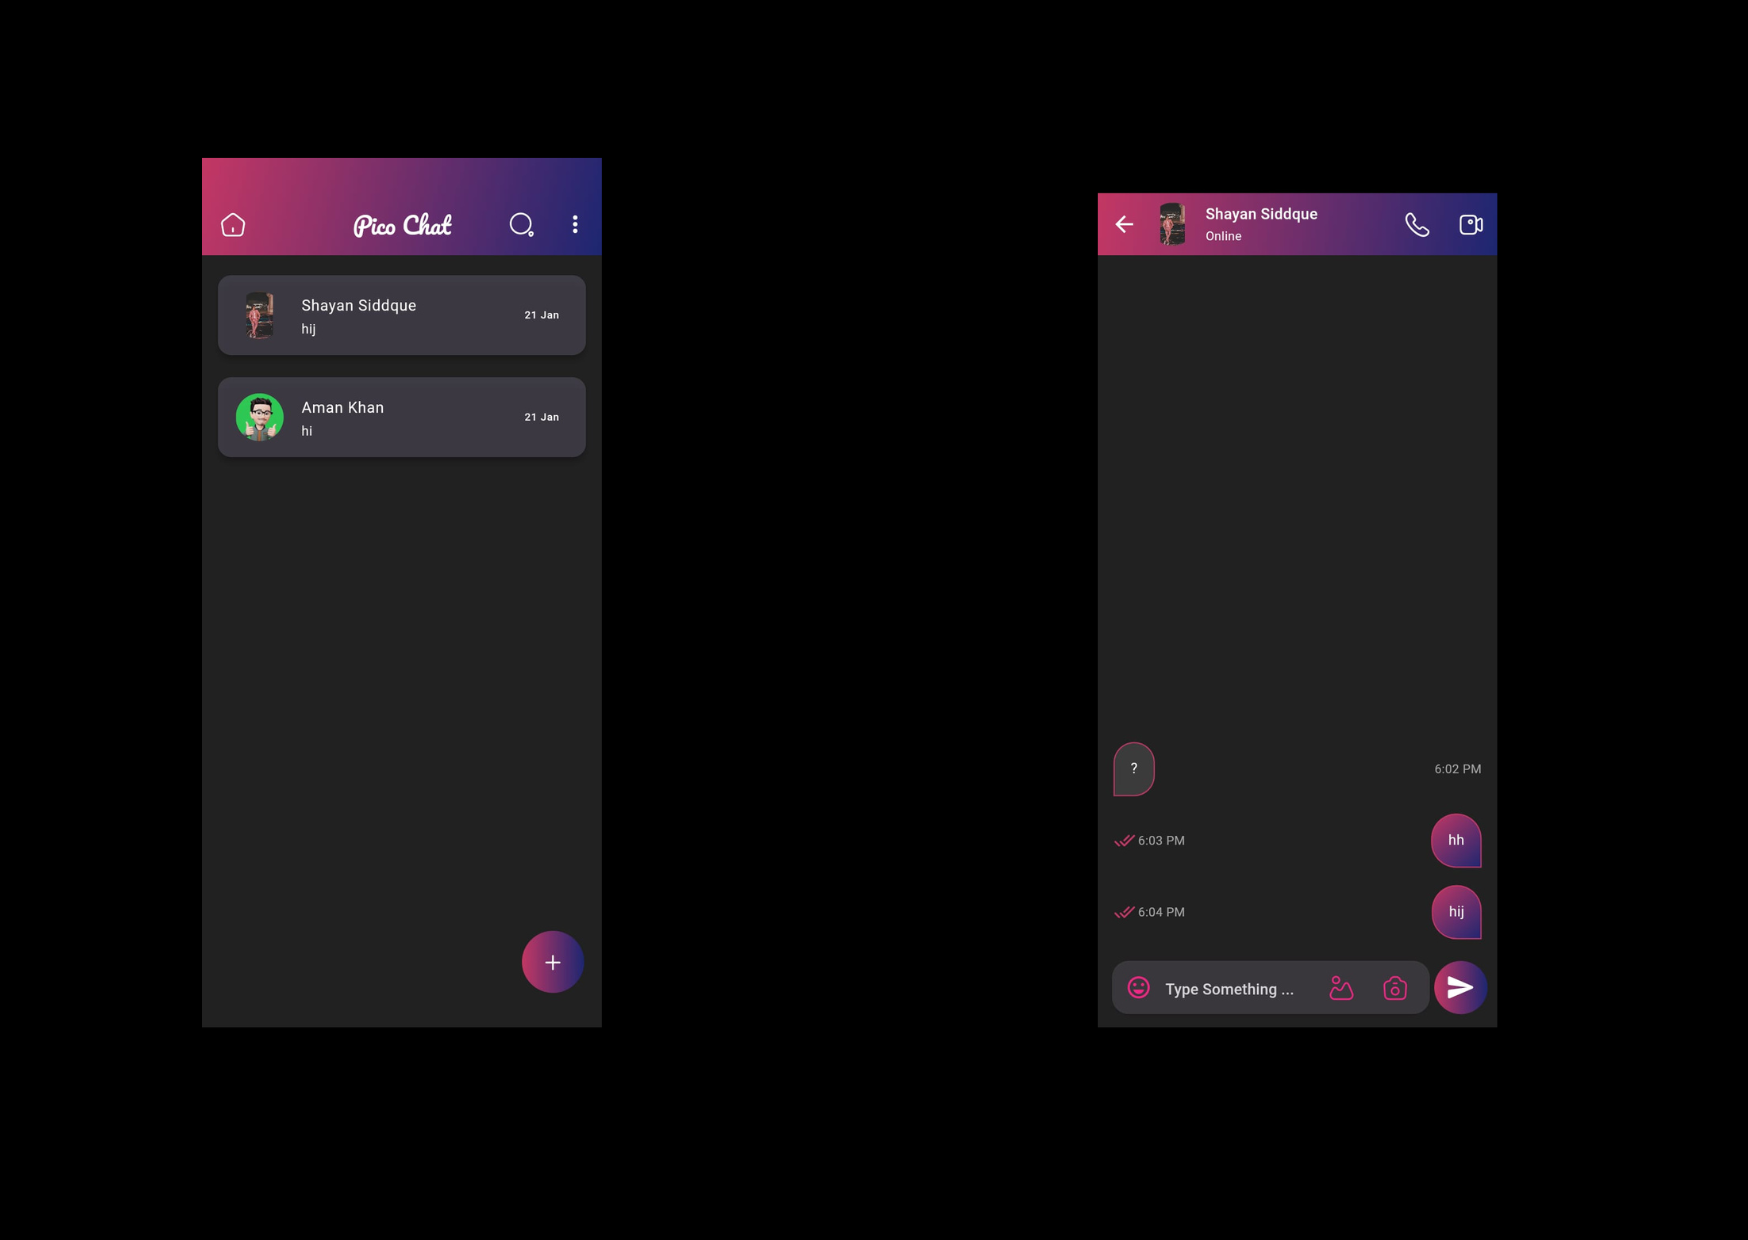 Pico Chat
Shayan Siddque
hij
21 Jan
Aman Khan
hi
21 Jan
Shayan Siddque
Online
?
6:02 PM
6:03 PM
hh
6:04 PM
hij
Type Something ...